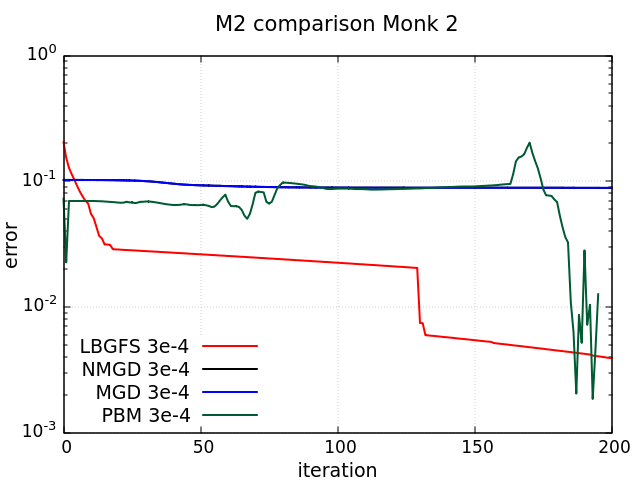 M2 comparison Monk 2
10^0
10^-1
10^-2
10^-3
error
LBGFS 3e-4
NMGD 3e-4
MGD 3e-4
PBM 3e-4
0 50 100 150 200
iteration